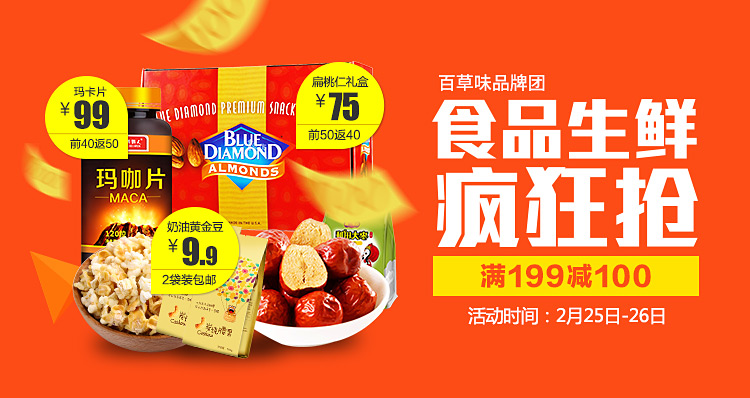 玛卡片
¥99
前40返50
扁桃仁礼盒
¥75
前50返40
BLUE DIAMOND PREMIUM SNACK
BLUE
DIAMOND
ALMONDS
玛咖片
MACA
奶油黄金豆
¥9.9
2袋装包邮
百草味品牌团
食品生鲜
疯狂抢
满199减100
活动时间：2月25日-26日